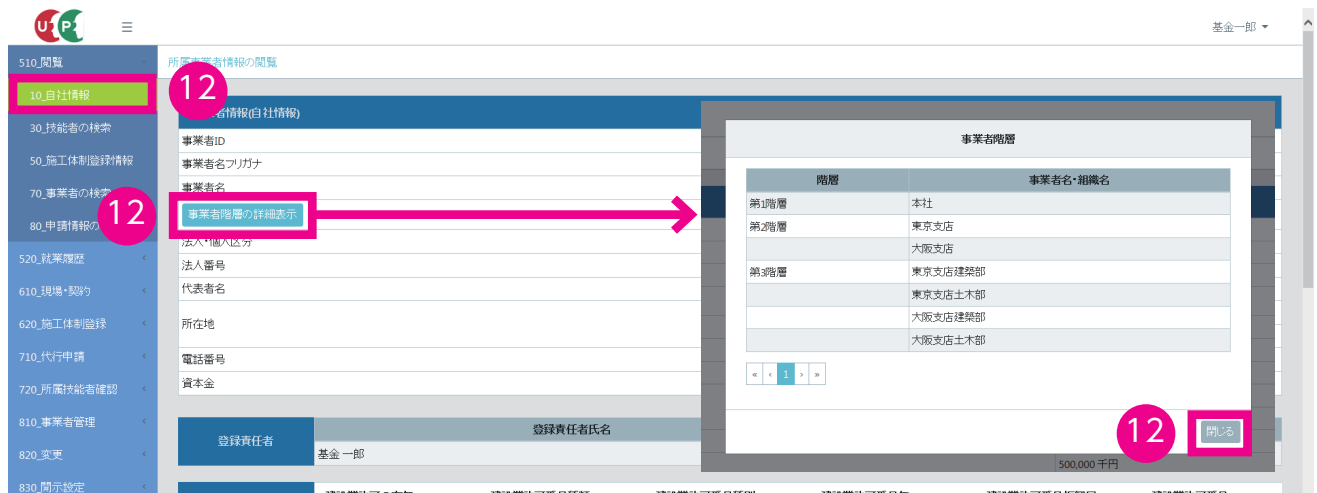 UP
基金一郎
510_閲覧
所属事業者情報の閲覧
10_自社情報
12
者情報(自社情報)
30_技能者の検索
50_施工体制登録情報
70_事業者の検索
80_申請情報の
12
事業者ID
事業者名フリガナ
事業者名
事業者階層の詳細表示
法人・個人区分
法人番号
代表者名
所在地
電話番号
資本金
520_就業履歴
610_現場・契約
620_施工体制登録
710_代行申請
720_所属技能者確認
810_事業者管理
820_変更
830_開示設定
事業者階層
階層 事業者名・組織名
第1階層 本社
第2階層 東京支店
大阪支店
第3階層 東京支店建築部
東京支店土木部
大阪支店建築部
大阪支店土木部
« ‹ 1 › »
12
閉じる
登録責任者 登録責任者氏名
基金 一郎
500,000 千円